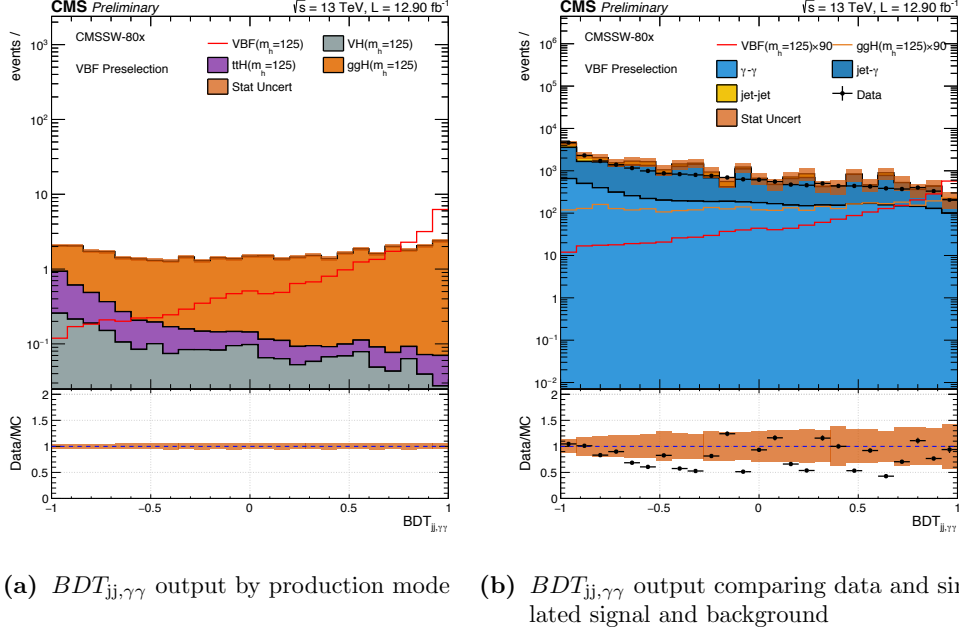 CMS Preliminary √s = 13 TeV, L = 12.90 fb⁻¹
events /
CMSSW-80x
VBF Preselection
VBF(m_h=125)
VH(m_h=125)
ttH(m_h=125)
ggH(m_h=125)
Stat Uncert
10³
10²
10
1
10⁻¹
Data/MC
2
1.5
1
0.5
0
-1 -0.5 0 0.5 1
BDT_jj,γγ
(a) BDT_jj,γγ output by production mode
CMS Preliminary √s = 13 TeV, L = 12.90 fb⁻¹
events /
CMSSW-80x
VBF Preselection
VBF(m_h=125)×90
ggH(m_h=125)×90
γ-γ
jet-γ
jet-jet
Data
Stat Uncert
10⁶
10⁵
10⁴
10³
10²
10
1
10⁻¹
10⁻²
Data/MC
2
1.5
1
0.5
0
-1 -0.5 0 0.5 1
BDT_jj,γγ
(b) BDT_jj,γγ output comparing data and
lated signal and background